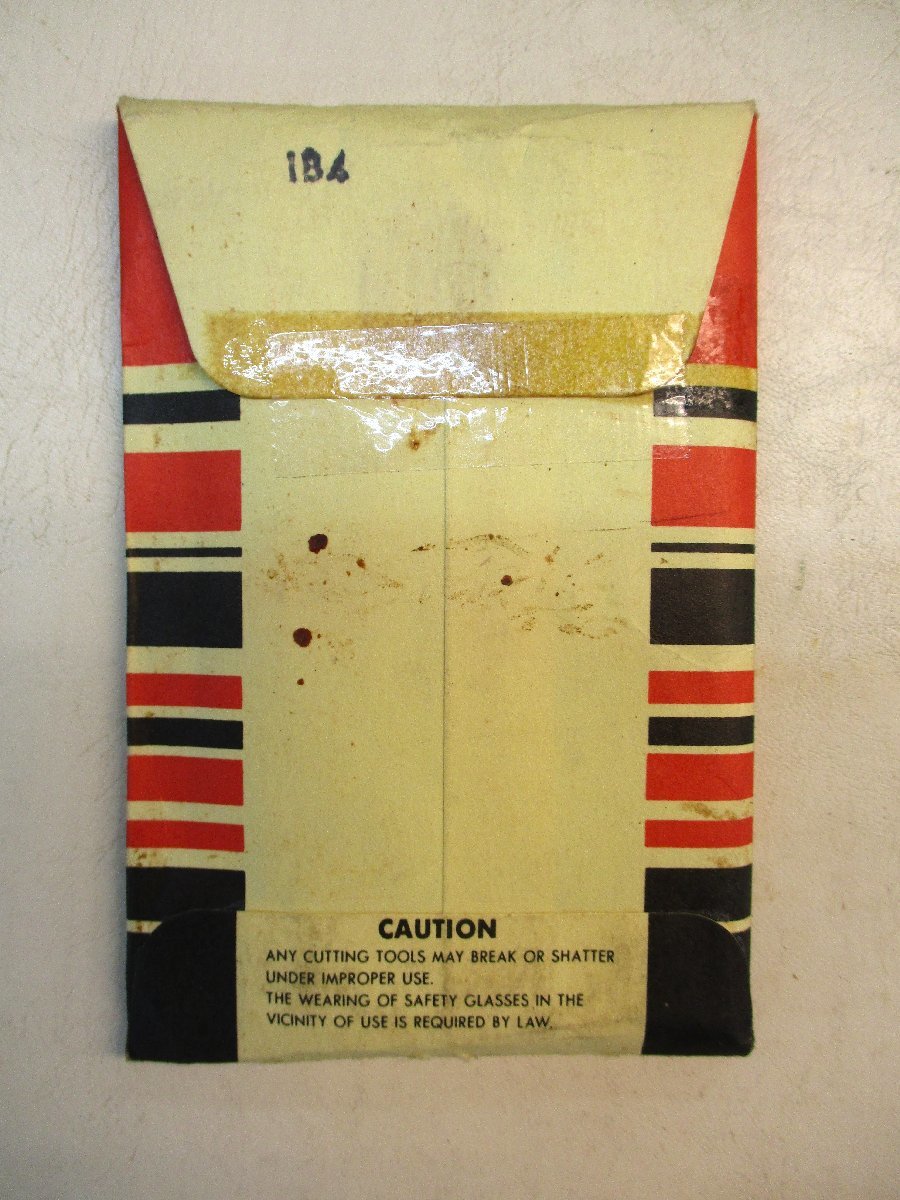 1B6
CAUTION
ANY CUTTING TOOLS MAY BREAK OR SHATTER
UNDER IMPROPER USE.
THE WEARING OF SAFETY GLASSES IN THE
VICINITY OF USE IS REQUIRED BY LAW.